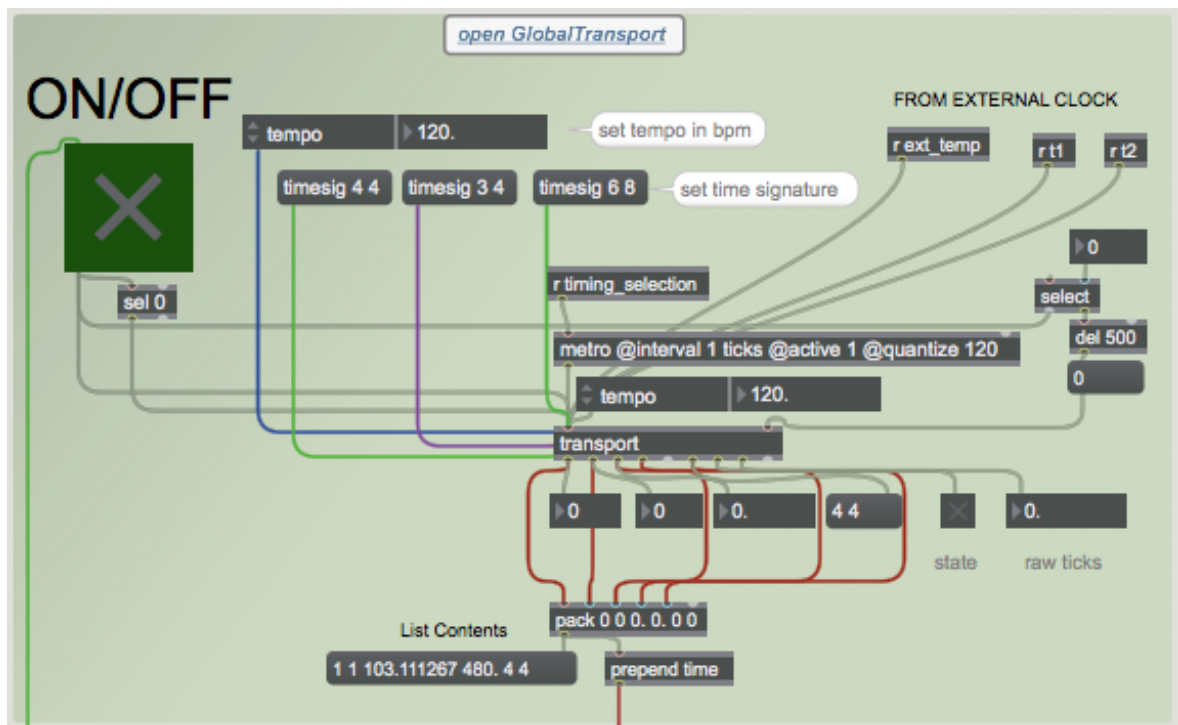 open GlobalTransport
ON/OFF
tempo
120.
set tempo in bpm
FROM EXTERNAL CLOCK
r ext_temp
r t1
r t2
timesig 4 4
timesig 3 4
timesig 6 8
set time signature
0
r timing_selection
sel 0
select
metro @interval 1 ticks @active 1 @quantize 120
del 500
tempo
120.
0
transport
0
0
0.
4 4
0.
state
raw ticks
pack 0 0 0. 0. 0 0
List Contents
1 1 103.111267 480. 4 4
prepend time